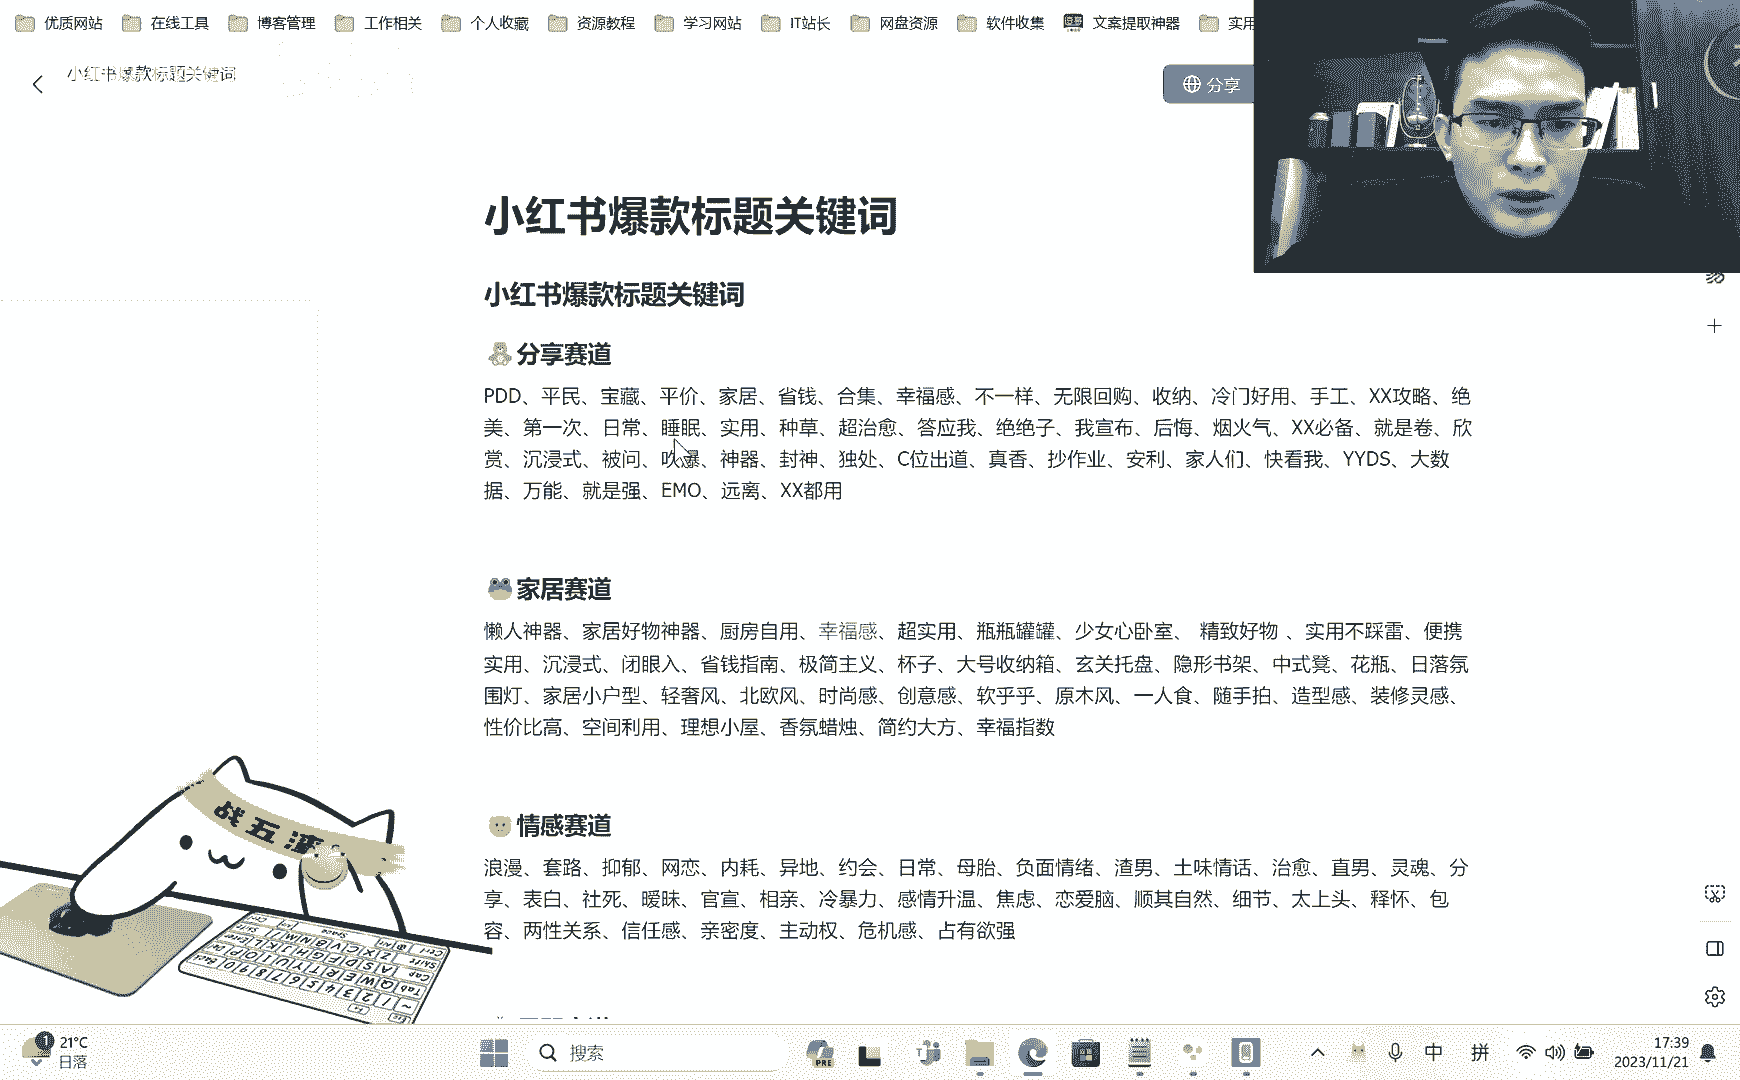 优质网站 在线工具 博客管理 工作相关 个人收藏 资源教程 学习网站 IT站长 网盘资源 软件收集 文案提取神器 实用
小红书爆款标题关键词
分享
小红书爆款标题关键词
小红书爆款标题关键词
分享赛道
PDD、平民、宝藏、平价、家居、省钱、合集、幸福感、不一样、无限回购、收纳、冷门好用、手工、XX攻略、绝
美、第一次、日常、睡眠、实用、种草、超治愈、答应我、绝绝子、我宣布、后悔、烟火气、XX必备、就是卷、欣
赏、沉浸式、被问、吹爆、神器、封神、独处、C位出道、真香、抄作业、安利、家人们、快看我、YYDS、大数
据、万能、就是强、EMO、远离、XX都用
家居赛道
懒人神器、家居好物神器、厨房自用、幸福感、超实用、瓶瓶罐罐、少女心卧室、 精致好物 、实用不踩雷、便携
实用、沉浸式、闭眼入、省钱指南、极简主义、杯子、大号收纳箱、玄关托盘、隐形书架、中式凳、花瓶、日落氛
围灯、家居小户型、轻奢风、北欧风、时尚感、创意感、软乎乎、原木风、一人食、随手拍、造型感、装修灵感、
性价比高、空间利用、理想小屋、香氛蜡烛、简约大方、幸福指数
情感赛道
浪漫、套路、抑郁、网恋、内耗、异地、约会、日常、母胎、负面情绪、渣男、土味情话、治愈、直男、灵魂、分
享、表白、社死、暧昧、官宣、相亲、冷暴力、感情升温、焦虑、恋爱脑、顺其自然、细节、太上头、释怀、包
容、两性关系、信任感、亲密度、主动权、危机感、占有欲强
战五渣
1
21°C
日落
搜索
PRE
中 拼
17:39
2023/11/21